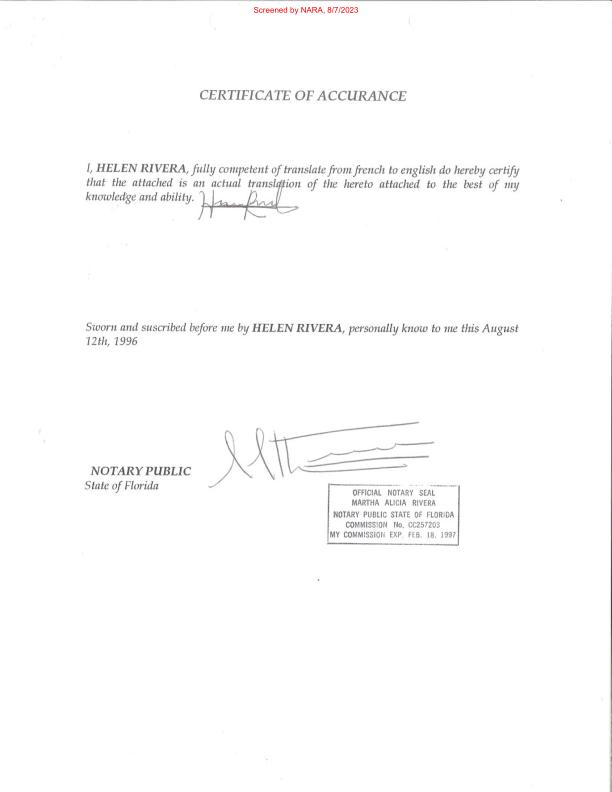 Screened by NARA, 8/7/2023
CERTIFICATE OF ACCURANCE
I, HELEN RIVERA, fully competent of translate from french to english do hereby certify
that the attached is an actual translation of the hereto attached to the best of my
knowledge and ability.
Sworn and suscribed before me by HELEN RIVERA, personally know to me this August
12th, 1996
NOTARY PUBLIC
State of Florida
OFFICIAL NOTARY SEAL
MARTHA ALICIA RIVERA
NOTARY PUBLIC STATE OF FLORIDA
COMMISSION No. CC257203
MY COMMISSION EXP. FEB. 18, 1997